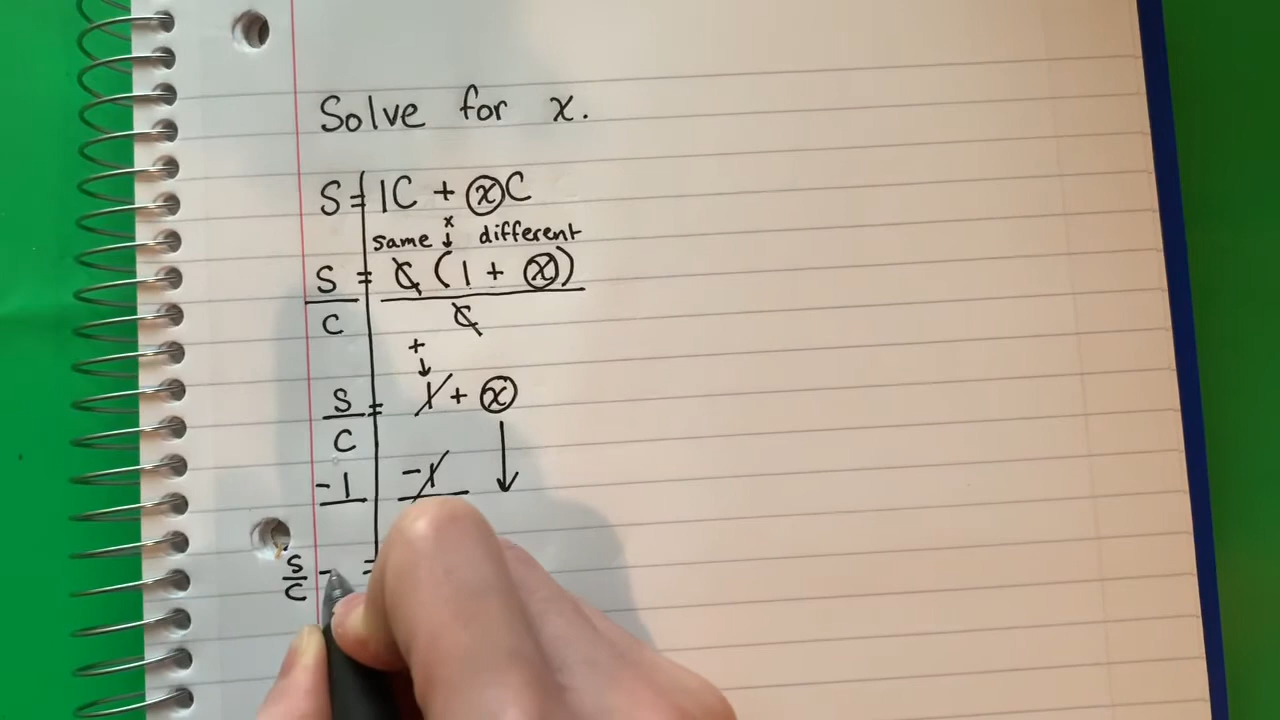 Solve for x.
S = 1C + xC
same x ↓ different
S = C (1 + x)
C C
+
↓
S = 1 + x
C
-1 -1 ↓
S - =
C